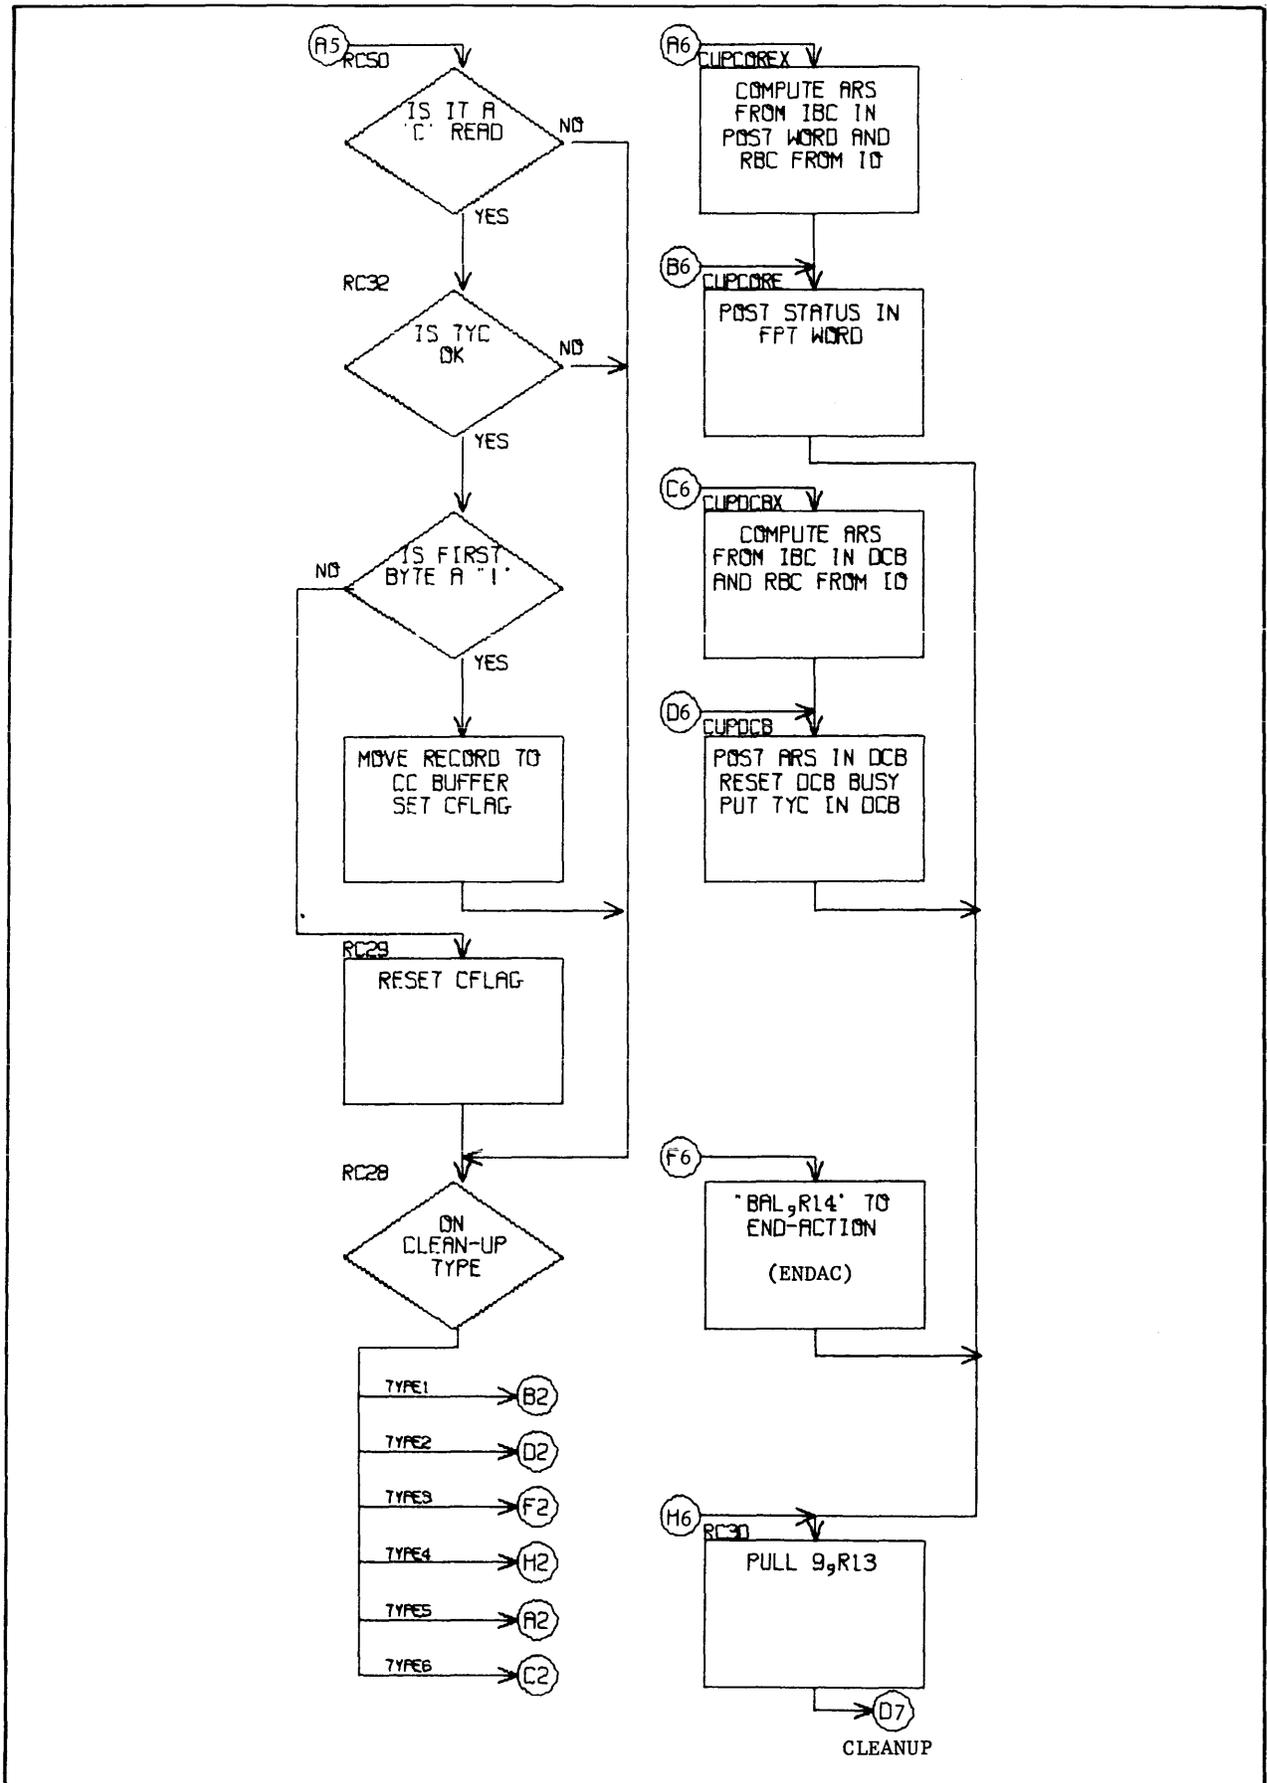 A5
RC50
IS IT A
'C' READ
NO
YES
RC32
IS TYC
OK
NO
YES
IS FIRST
BYTE A "!"
NO
YES
MOVE RECORD TO
CC BUFFER
SET CFLAG
RC29
RESET CFLAG
RC28
ON
CLEAN-UP
TYPE
TYPE1
B2
TYPE2
D2
TYPE3
F2
TYPE4
H2
TYPE5
A2
TYPE6
C2
A6
CUPCOREX
COMPUTE ARS
FROM IBC IN
POST WORD AND
RBC FROM IO
B6
CUPCORE
POST STATUS IN
FPT WORD
C6
CUPDCBX
COMPUTE ARS
FROM IBC IN DCB
AND RBC FROM IO
D6
CUPDCB
POST ARS IN DCB
RESET DCB BUSY
PUT TYC IN DCB
F6
"BAL,R14' TO
END-ACTION
(ENDAC)
H6
RC30
PULL 9,R13
D7
CLEANUP